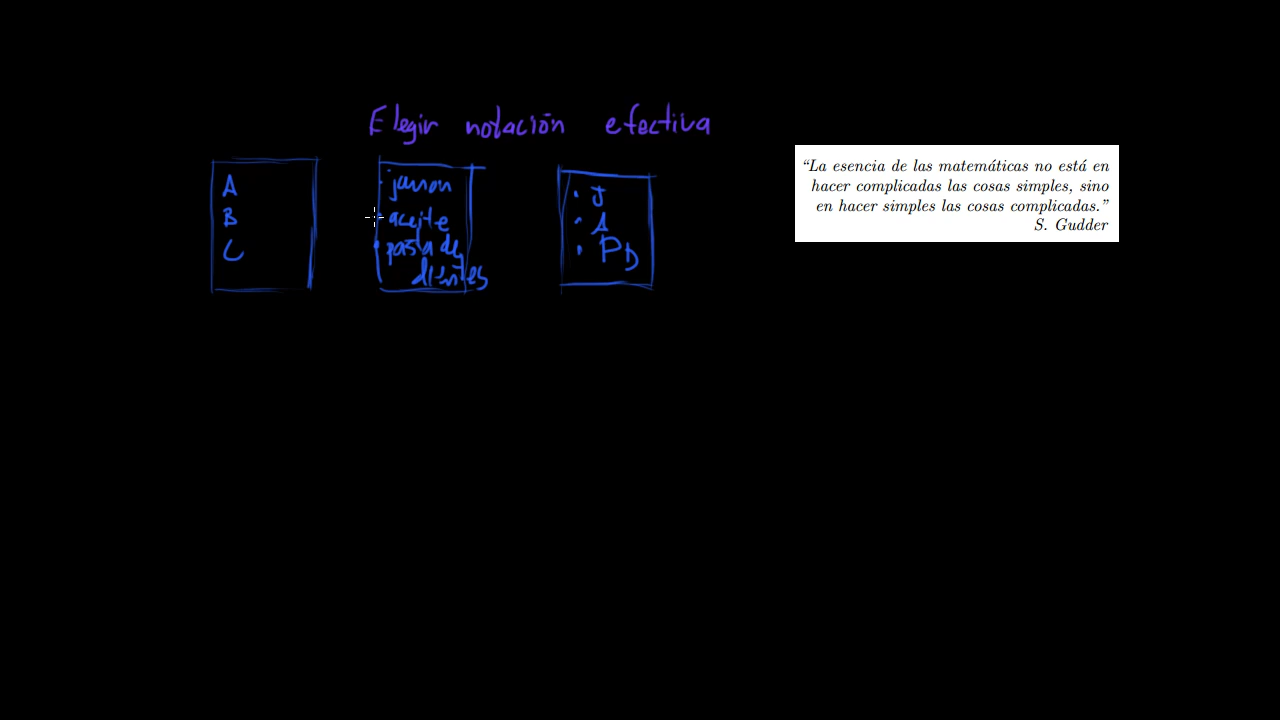 Elegir notación efectiva
A
B
C
· jamon
· aceite
· pasta de
dientes
· J
· A
· PD
“La esencia de las matemáticas no está en
hacer complicadas las cosas simples, sino
en hacer simples las cosas complicadas.”
S. Gudder